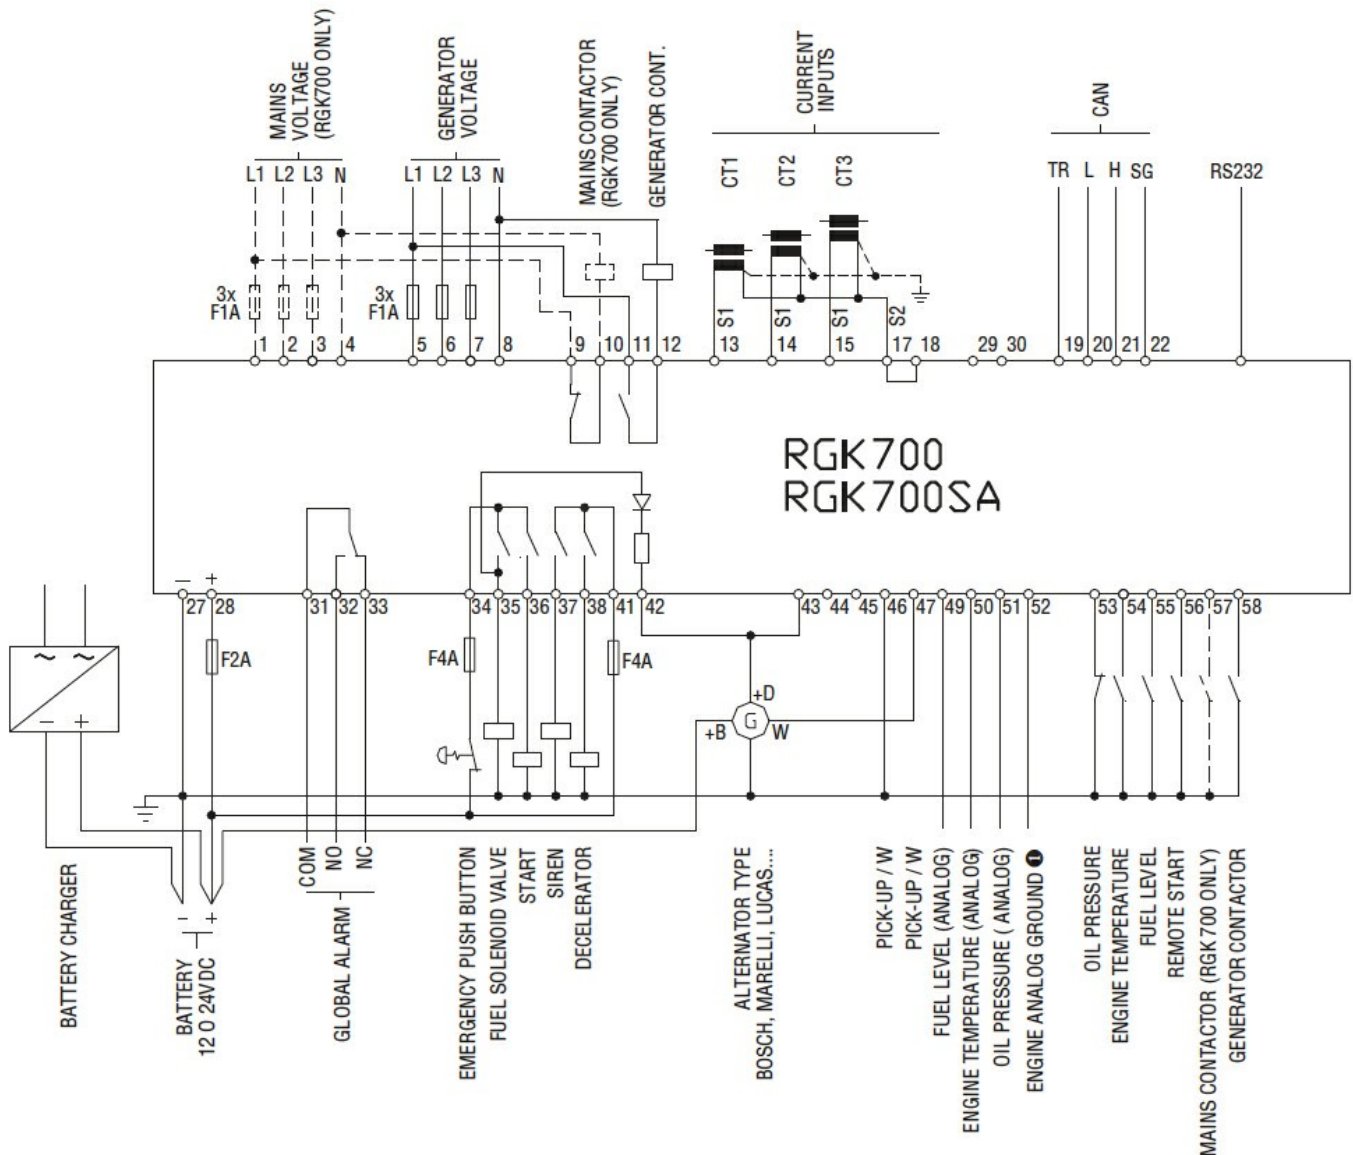 MAINS
VOLTAGE
(RGK700 ONLY)
GENERATOR
VOLTAGE
MAINS CONTACTOR
(RGK700 ONLY)
GENERATOR CONT.
CURRENT
INPUTS
CAN
L1 L2 L3 N
L1 L2 L3 N
CT1 CT2 CT3
TR L H SG
RS232
3x
F1A
3x
F1A
S1 S1 S1 S2
1 2 3 4 5 6 7 8 9 10 11 12 13 14 15 17 18 29 30 19 20 21 22
RGK700
RGK700SA
− +
27 28 31 32 33 34 35 36 37 38 41 42 43 44 45 46 47 49 50 51 52 53 54 55 56 57 58
F2A
F4A
F4A
~ ~
− +
+D
+B G W
COM
NO
NC
− +
BATTERY CHARGER
BATTERY
12 O 24VDC
GLOBAL ALARM
EMERGENCY PUSH BUTTON
FUEL SOLENOID VALVE
START
SIREN
DECELERATOR
ALTERNATOR TYPE
BOSCH, MARELLI, LUCAS....
PICK-UP / W
PICK-UP / W
FUEL LEVEL (ANALOG)
ENGINE TEMPERATURE (ANALOG)
OIL PRESSURE ( ANALOG)
ENGINE ANALOG GROUND ❶
OIL PRESSURE
ENGINE TEMPERATURE
FUEL LEVEL
REMOTE START
MAINS CONTACTOR (RGK 700 ONLY)
GENERATOR CONTACTOR